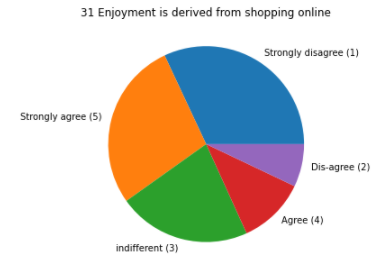 31 Enjoyment is derived from shopping online
Strongly disagree (1)
Strongly agree (5)
Dis-agree (2)
Agree (4)
indifferent (3)